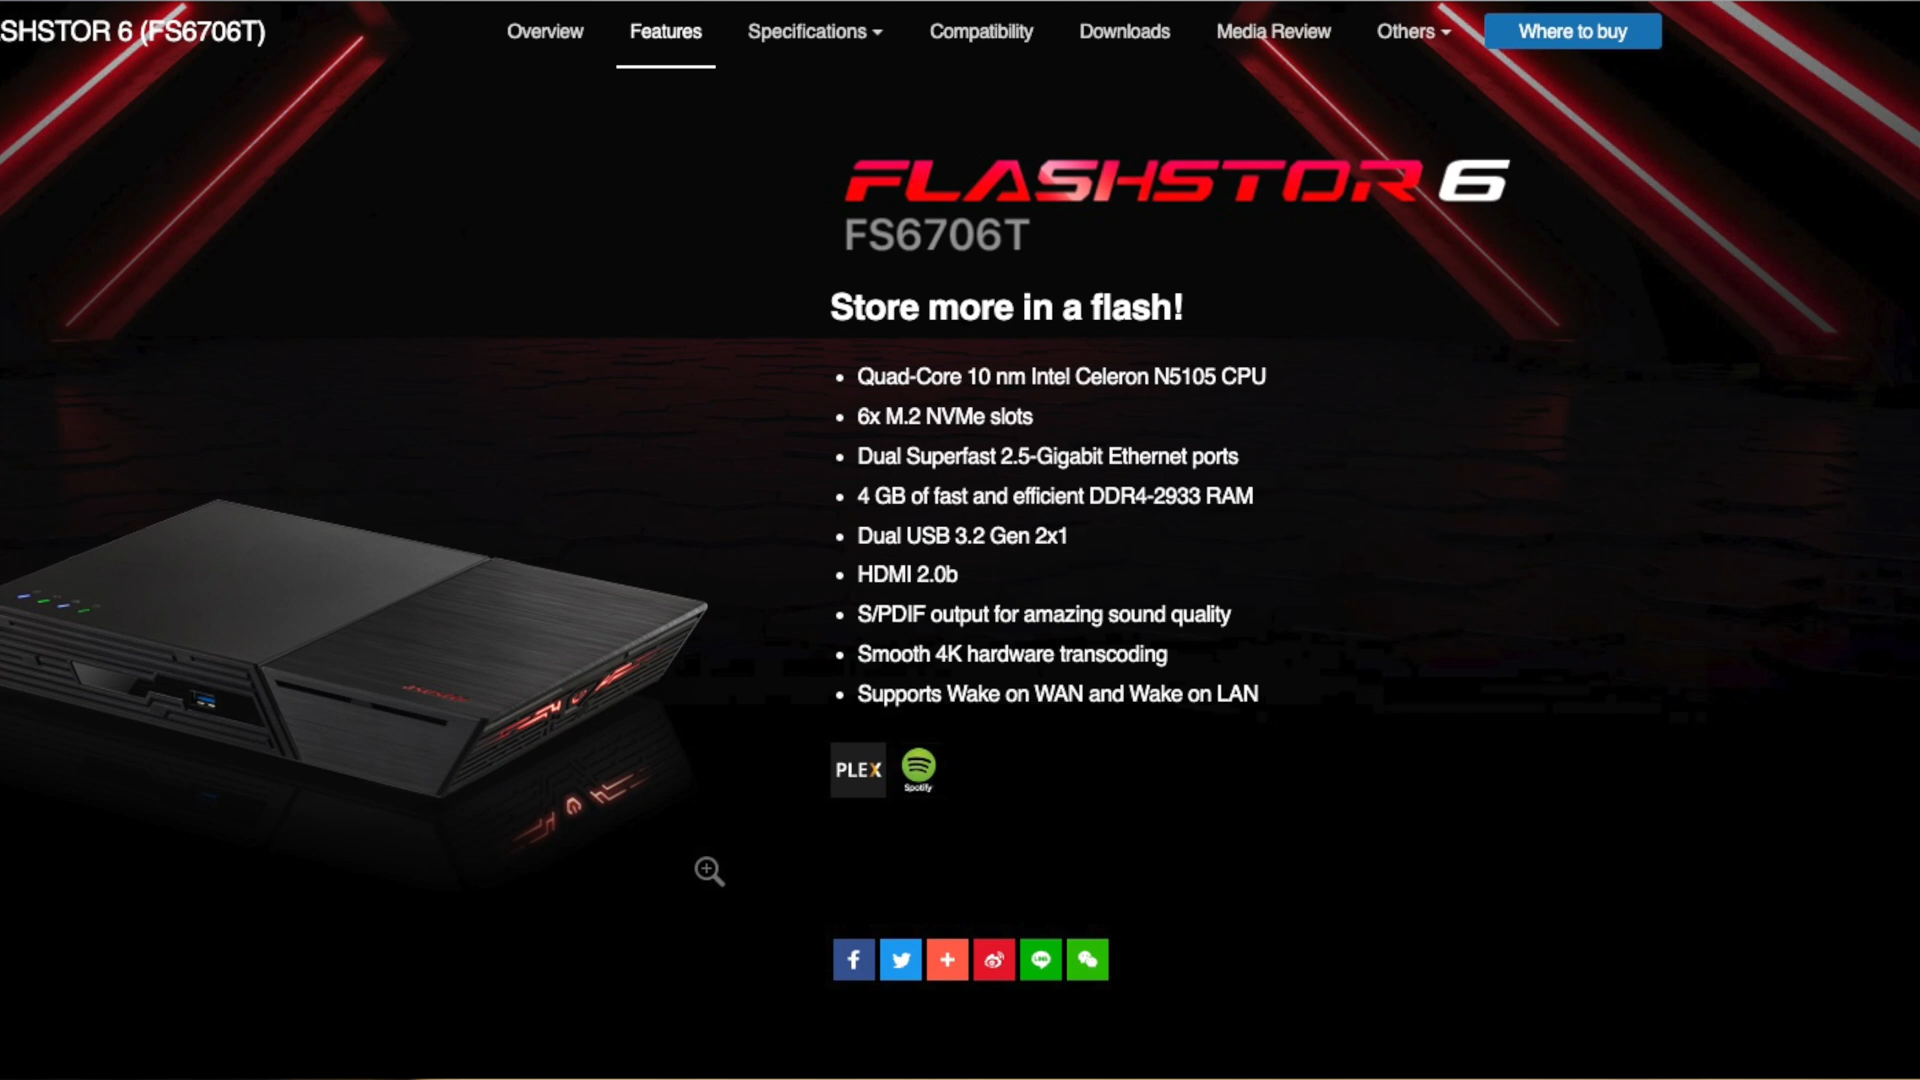 SHSTOR 6 (FS6706T)
Overview
Features
Specifications
Compatibility
Downloads
Media Review
Others
Where to buy
FLASHSTOR 6
FS6706T
Store more in a flash!
• Quad-Core 10 nm Intel Celeron N5105 CPU
• 6x M.2 NVMe slots
• Dual Superfast 2.5-Gigabit Ethernet ports
• 4 GB of fast and efficient DDR4-2933 RAM
• Dual USB 3.2 Gen 2x1
• HDMI 2.0b
• S/PDIF output for amazing sound quality
• Smooth 4K hardware transcoding
• Supports Wake on WAN and Wake on LAN
asustor
PLEX
Spotify
LINE